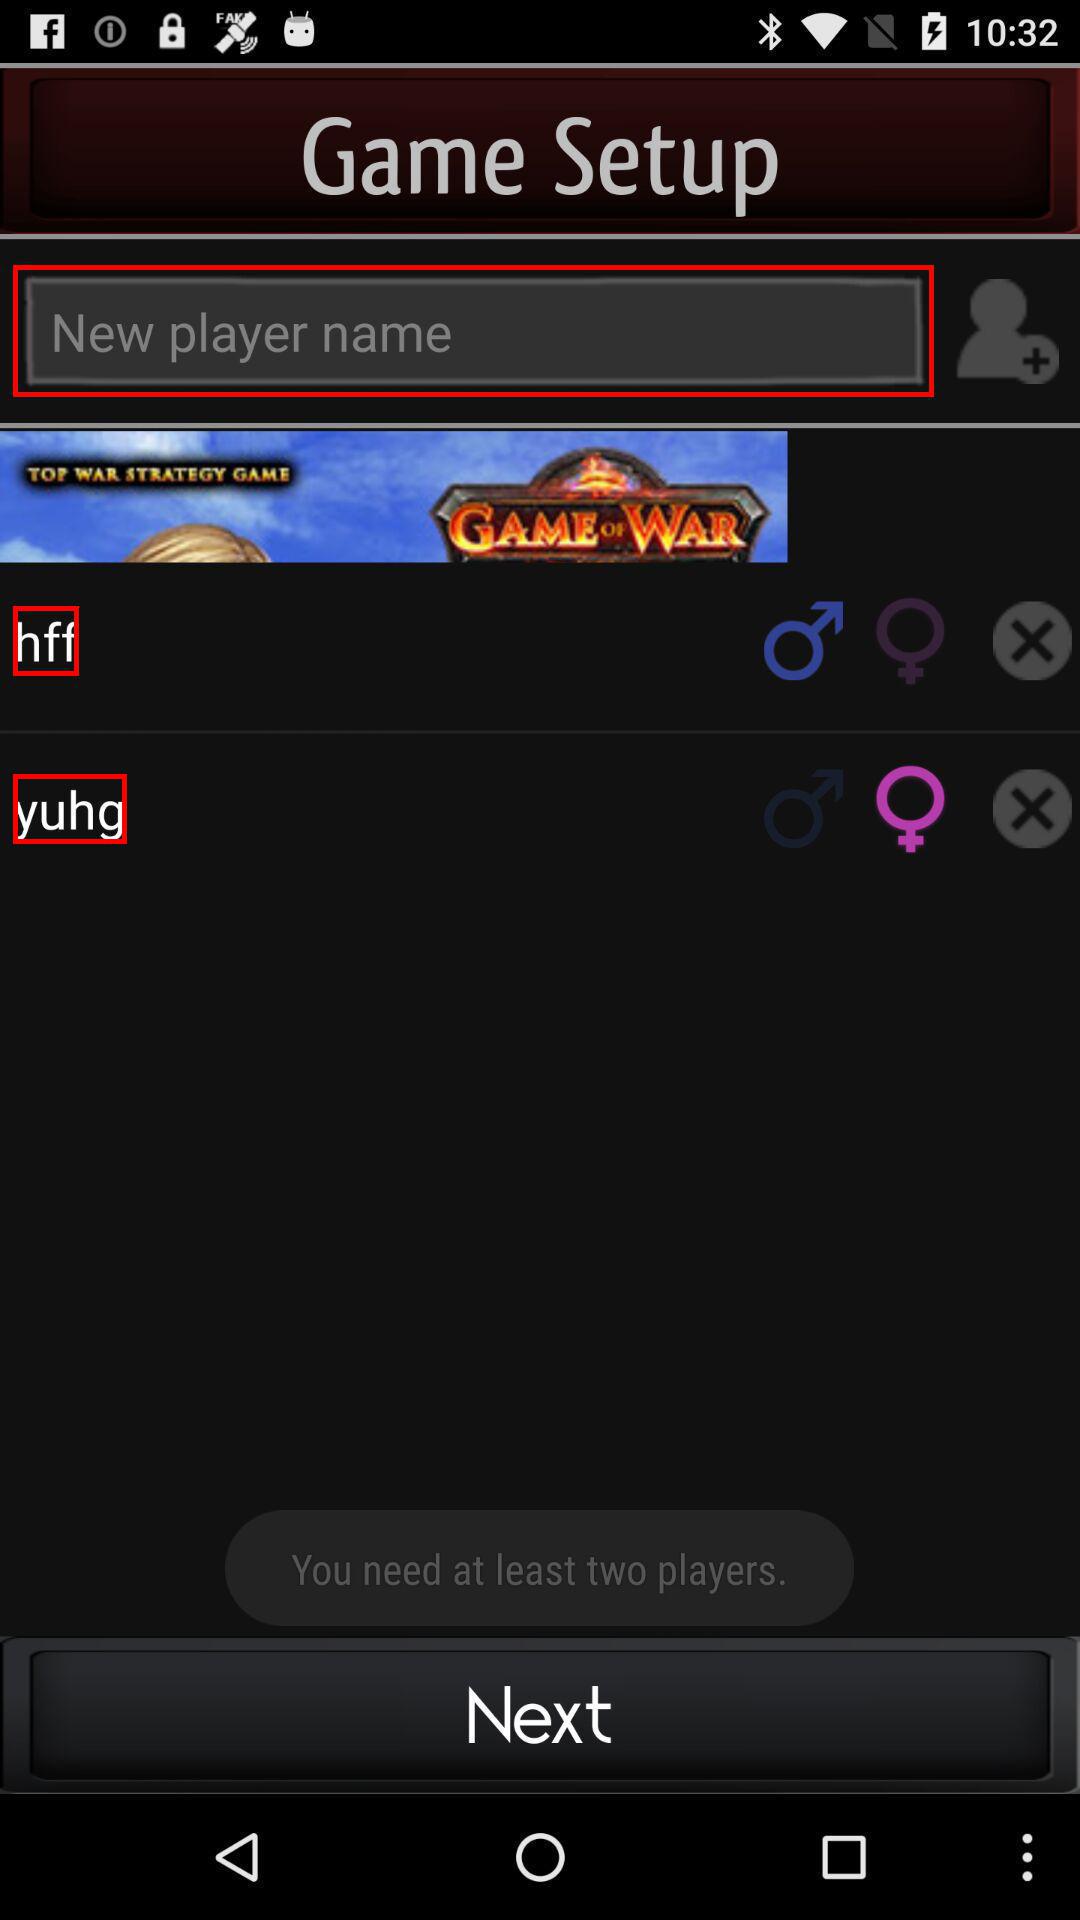 FAKE
10:32
Game Setup
New player name
TOP WAR STRATEGY GAME
GAME OF WAR
hff
yuhg
You need at least two players.
Next